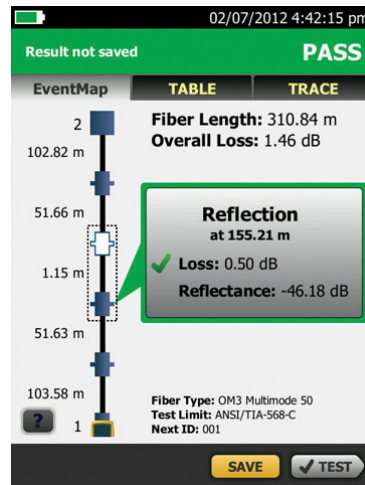 02/07/2012 4:42:15 pm
Result not saved
PASS
EventMap
TABLE
TRACE
2
Fiber Length: 310.84 m
Overall Loss: 1.46 dB
102.82 m
51.66 m
Reflection
at 155.21 m
Loss: 0.50 dB
Reflectance: -46.18 dB
1.15 m
51.63 m
103.58 m
Fiber Type: OM3 Multimode 50
Test Limit: ANSI/TIA-568-C
Next ID: 001
?
1
SAVE
TEST